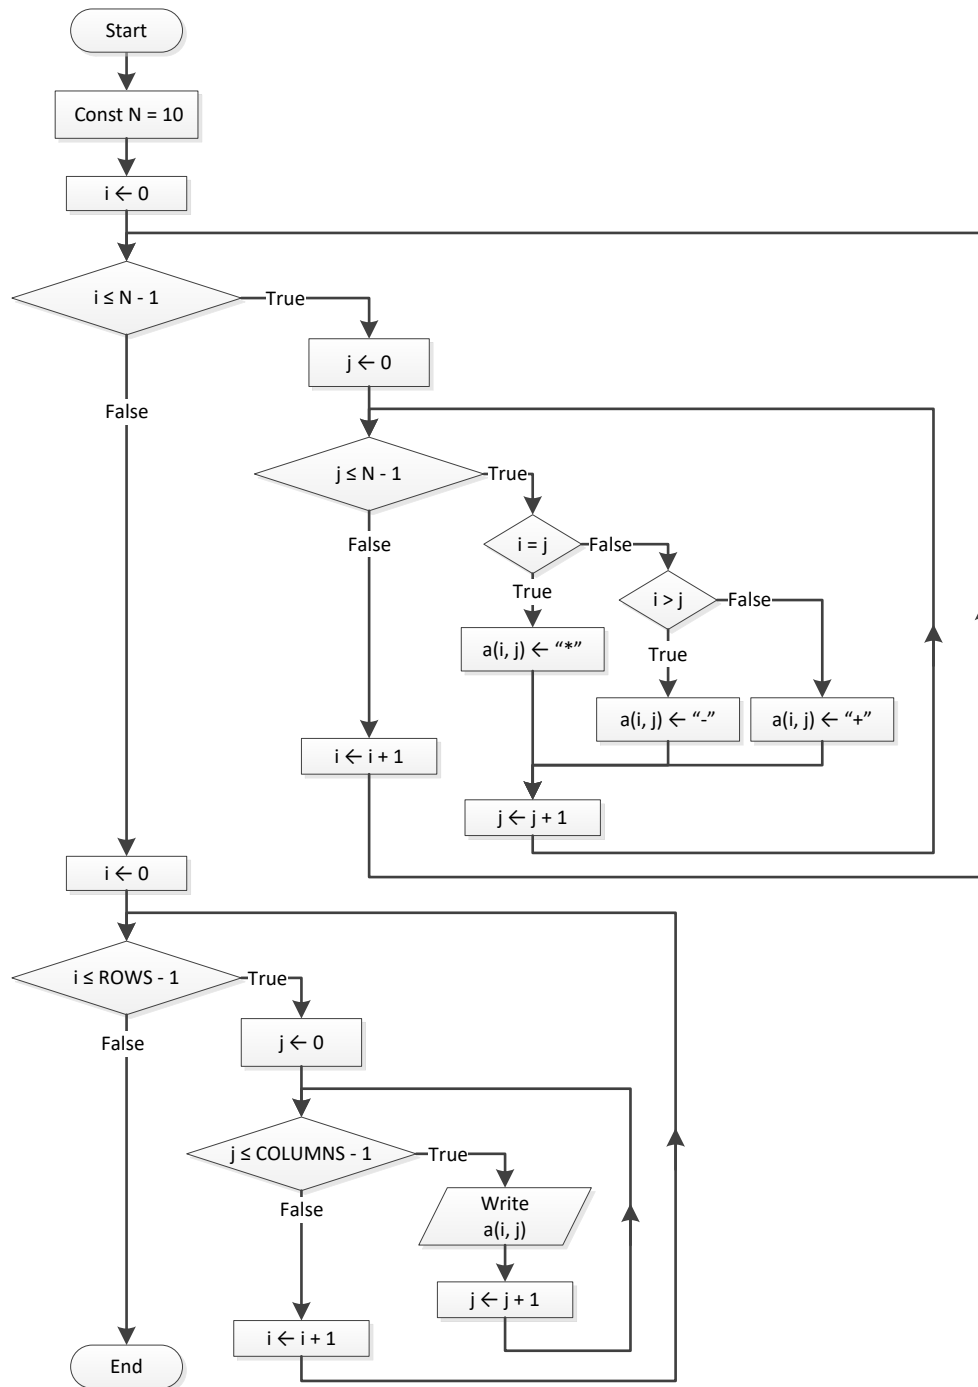 Start
Const N = 10
i ← 0
i ≤ N - 1
True
j ← 0
False
j ≤ N - 1
True
i = j
False
False
i > j
False
True
a(i, j) ← “*”
True
a(i, j) ← “-”
a(i, j) ← “+”
i ← i + 1
j ← j + 1
i ← 0
i ≤ ROWS - 1
True
False
j ← 0
j ≤ COLUMNS - 1
True
False
Write
a(i, j)
j ← j + 1
i ← i + 1
End